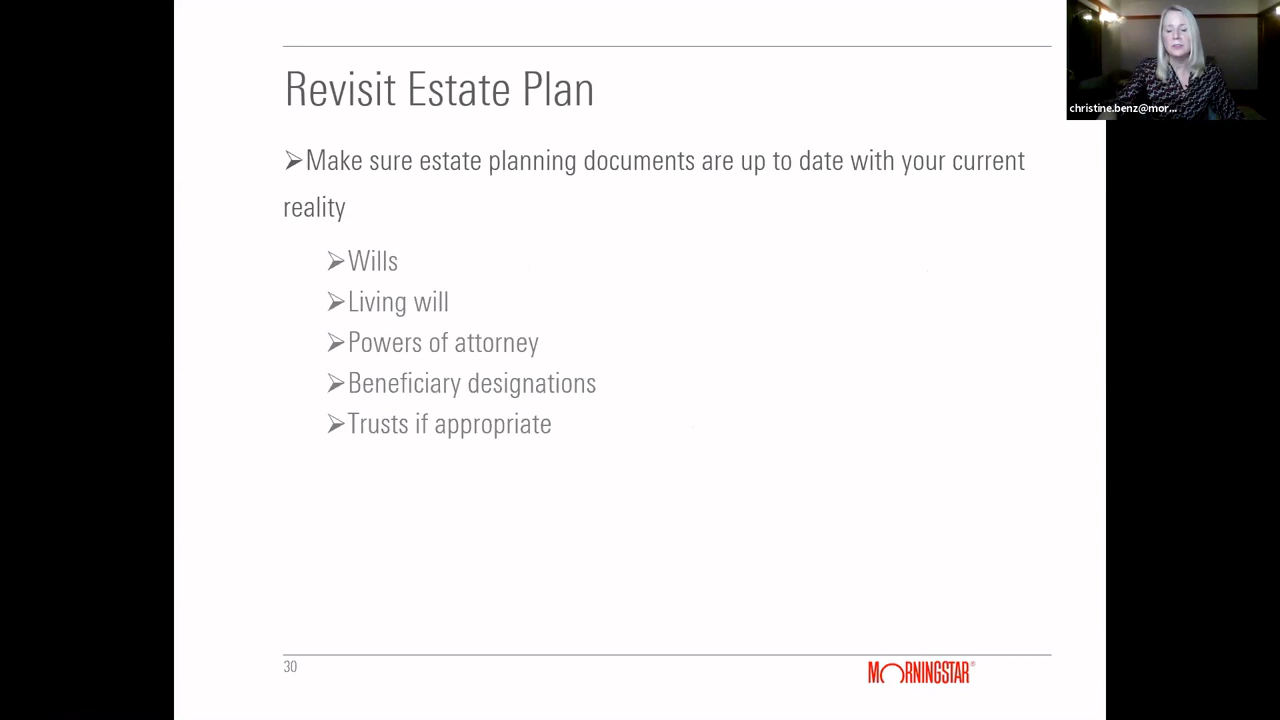 Revisit Estate Plan
➢Make sure estate planning documents are up to date with your current
reality
➢Wills
➢Living will
➢Powers of attorney
➢Beneficiary designations
➢Trusts if appropriate
30
MORNINGSTAR®
christine.benz@mor...